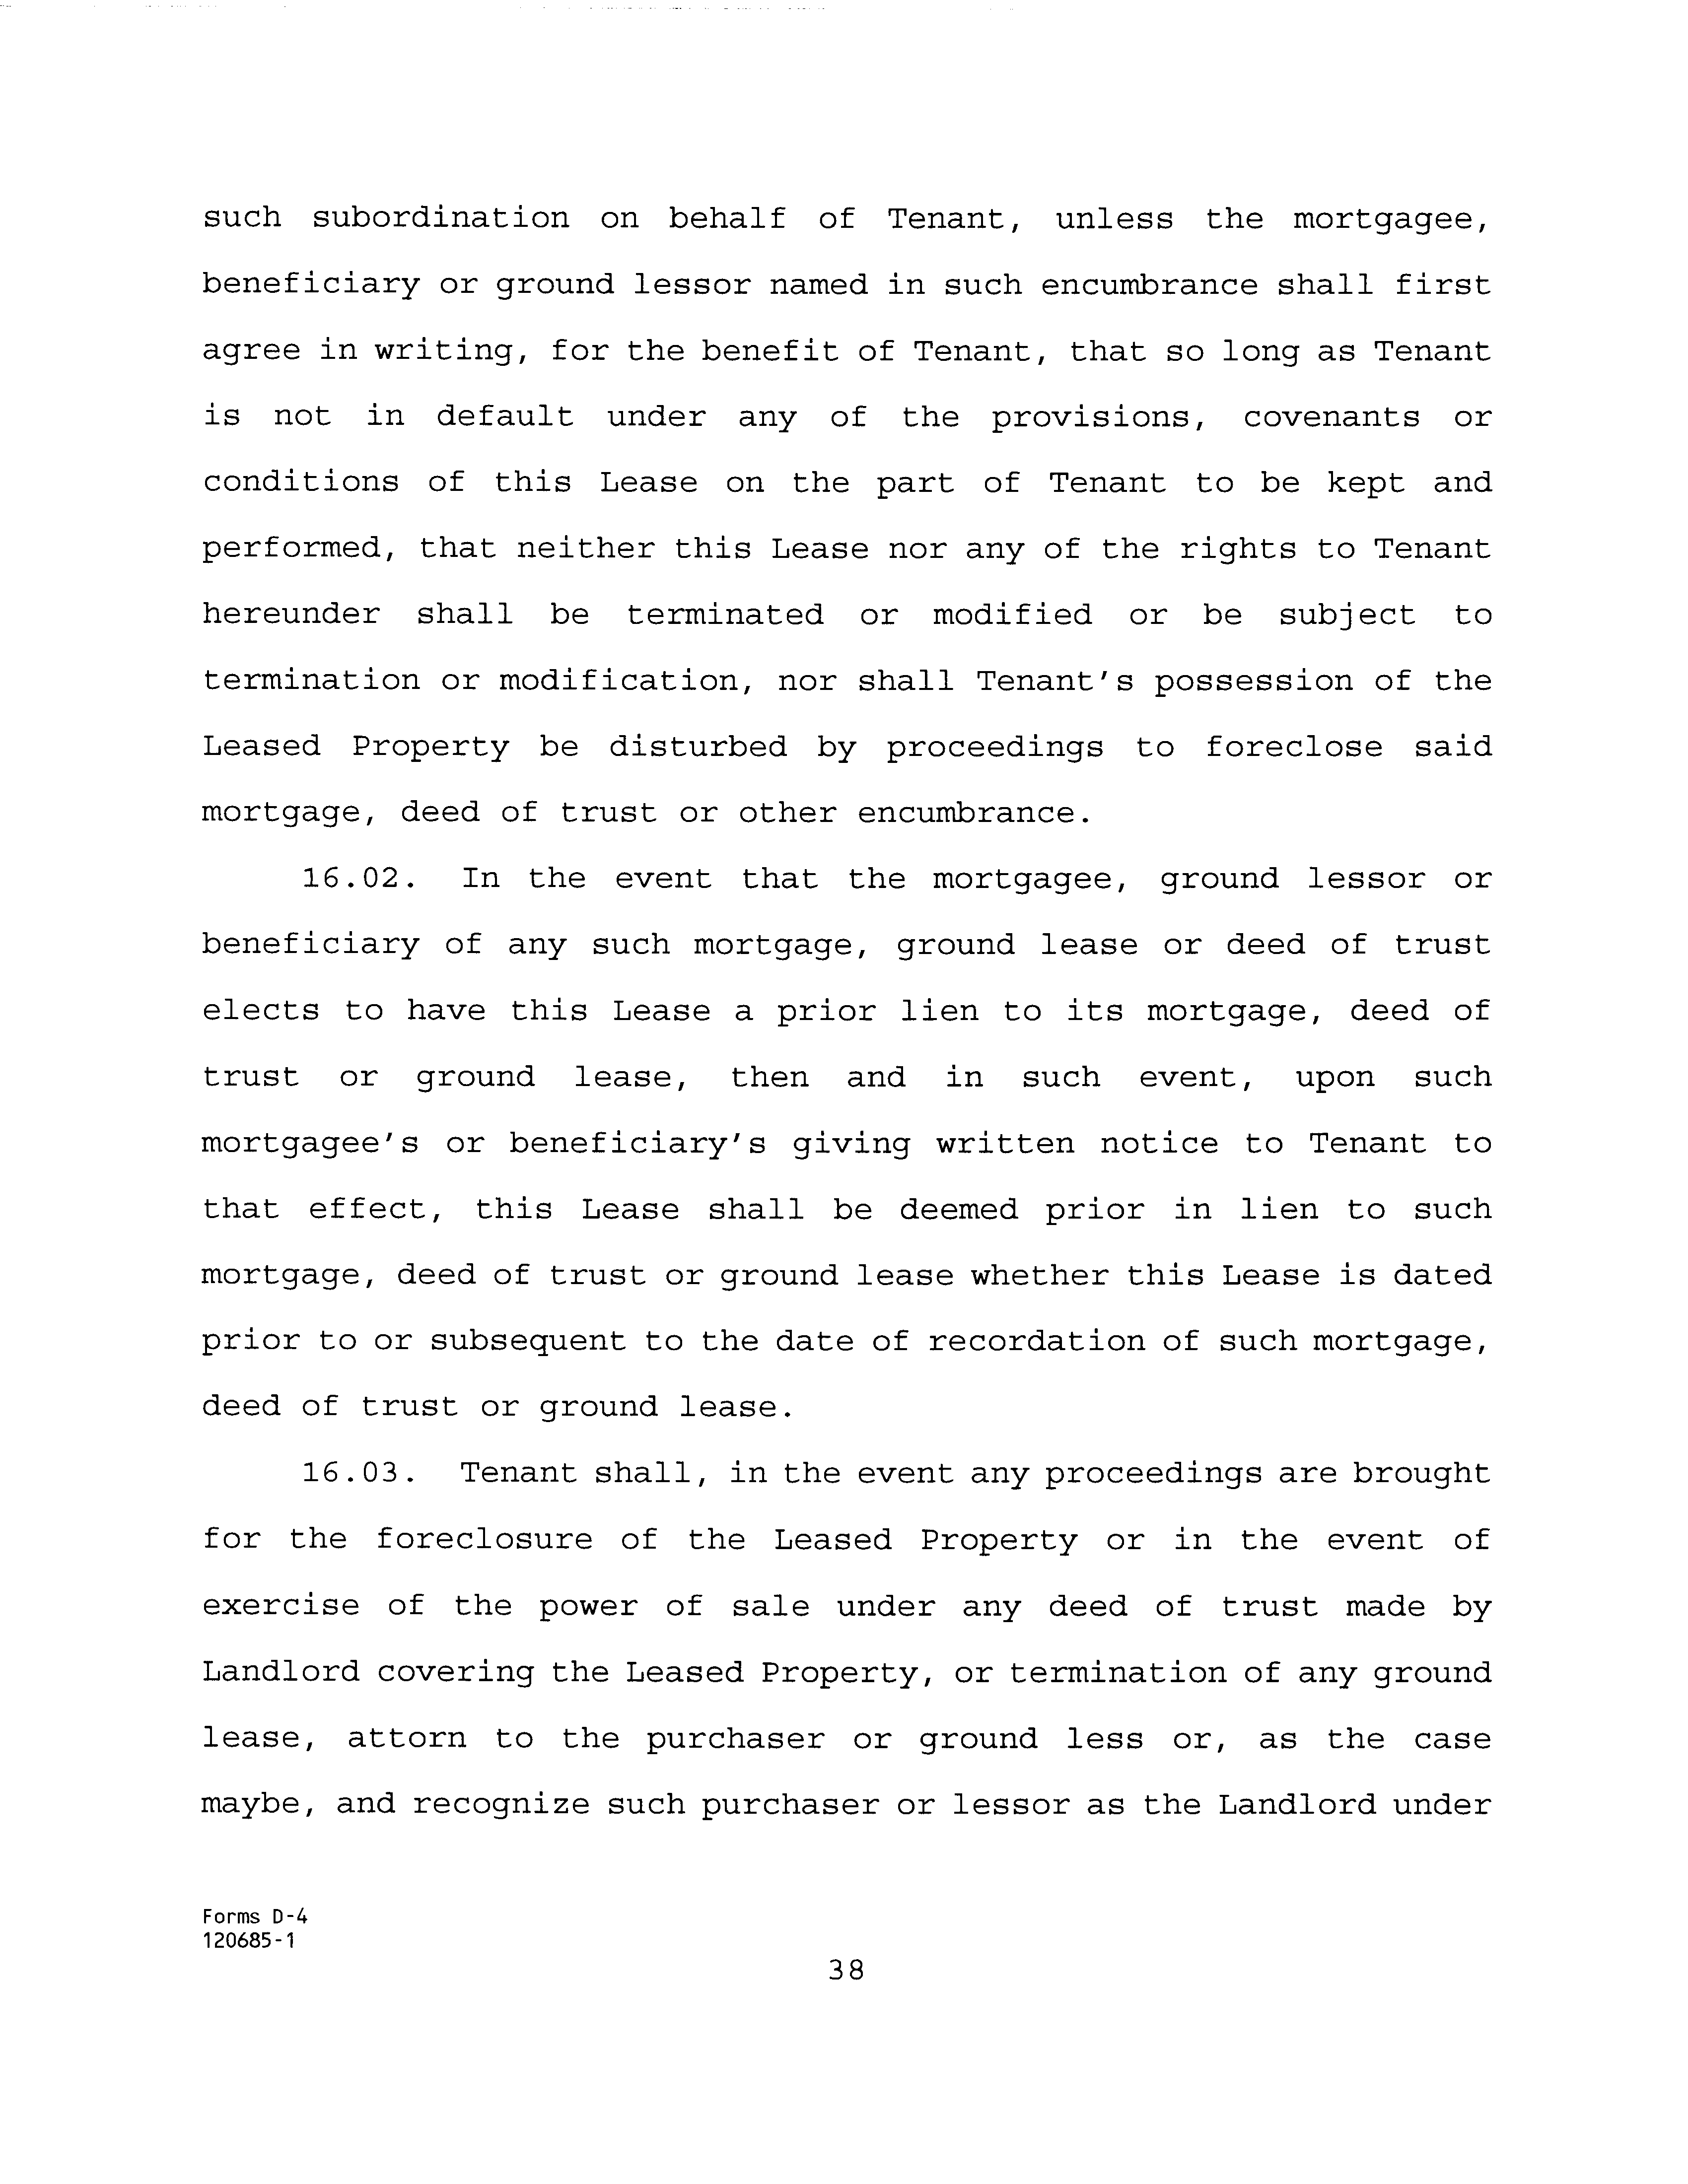 such subordination on behalf of Tenant, unless the mortgagee,
beneficiary or ground lessor named in such encumbrance shall first
agree in writing, for the benefit of Tenant, that so long as Tenant
is not in default under any of the provisions, covenants or
conditions of this Lease on the part of Tenant to be kept and
performed, that neither this Lease nor any of the rights to Tenant
hereunder shall be terminated or modified or be subject to
termination or modification, nor shall Tenant's possession of the
Leased Property be disturbed by proceedings to foreclose said
mortgage, deed of trust or other encumbrance.
16.02. In the event that the mortgagee, ground lessor or
beneficiary of any such mortgage, ground lease or deed of trust
elects to have this Lease a prior lien to its mortgage, deed of
trust or ground lease, then and in such event, upon such
mortgagee's or beneficiary's giving written notice to Tenant to
that effect, this Lease shall be deemed prior in lien to such
mortgage, deed of trust or ground lease whether this Lease is dated
prior to or subsequent to the date of recordation of such mortgage,
deed of trust or ground lease.
16.03. Tenant shall, in the event any proceedings are brought
for the foreclosure of the Leased Property or in the event of
exercise of the power of sale under any deed of trust made by
Landlord covering the Leased Property, or termination of any ground
lease, attorn to the purchaser or ground less or, as the case
maybe, and recognize such purchaser or lessor as the Landlord under
Forms D-4
120685-1
38